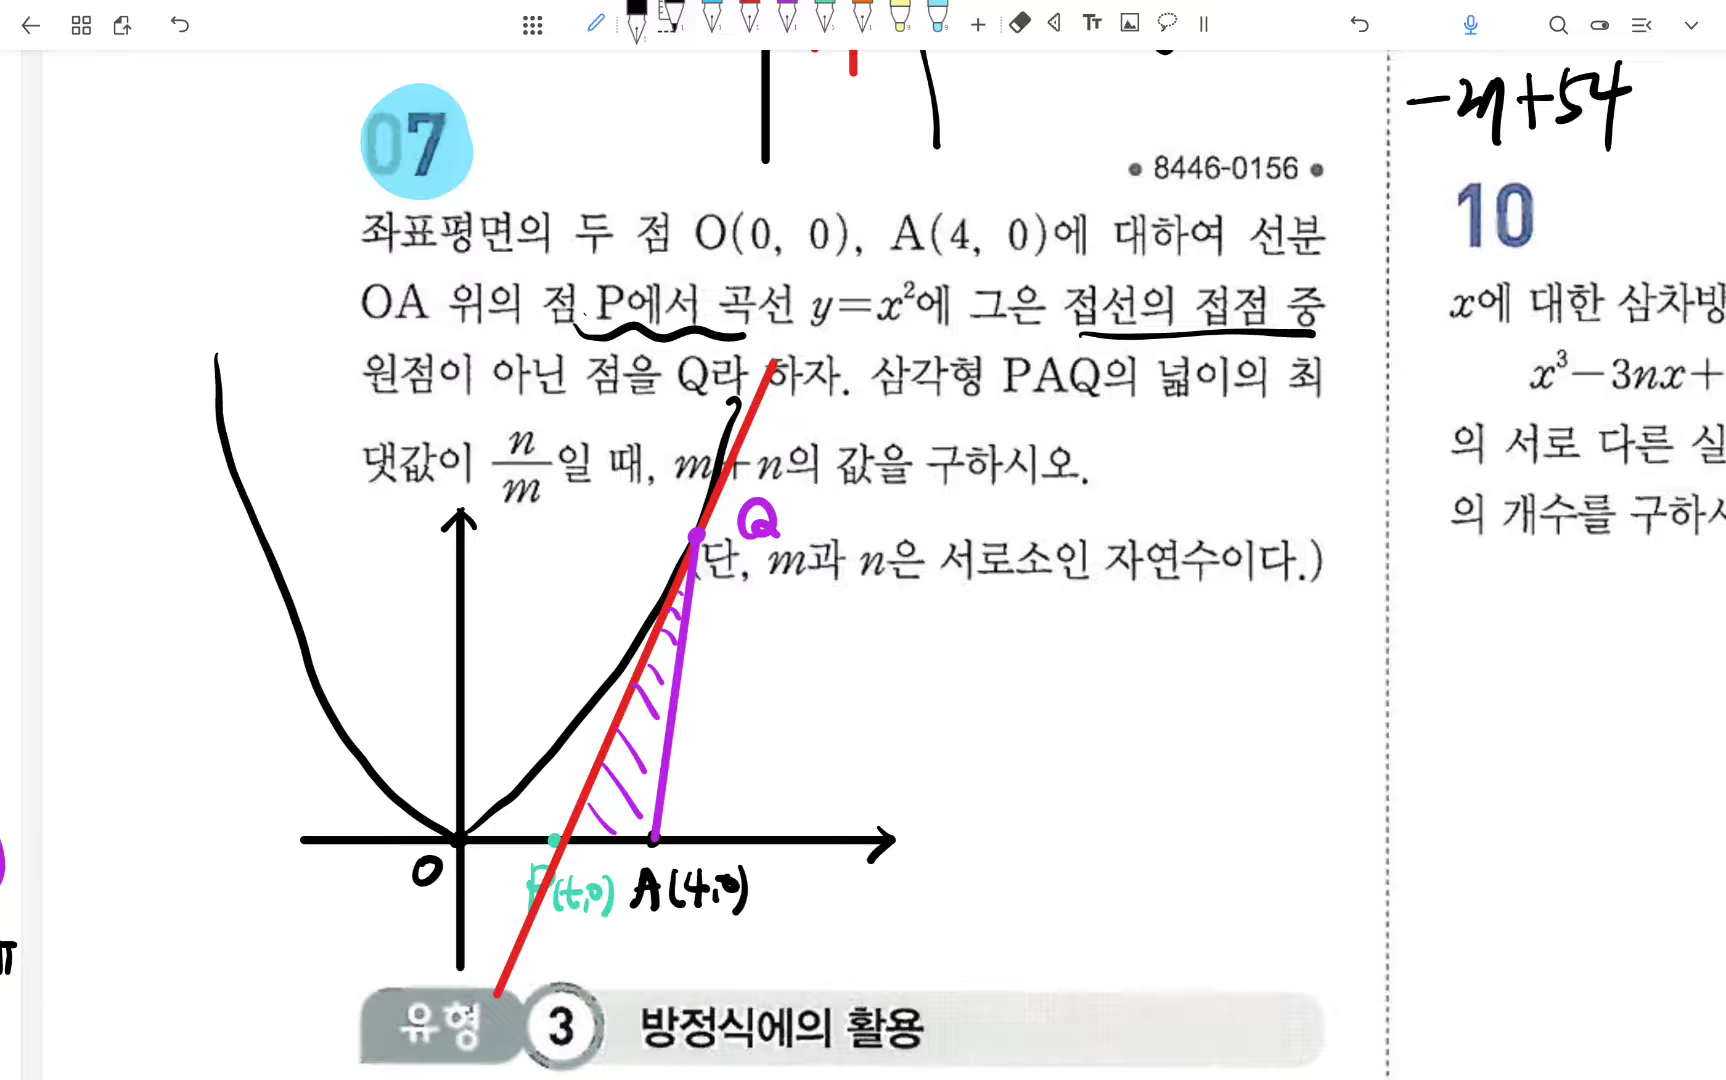 -2n+54
07
8446-0156
좌표평면의 두 점 O(0, 0), A(4, 0)에 대하여 선분
OA 위의 점 P에서 곡선 y=x²에 그은 접선의 접점 중
원점이 아닌 점을 Q라 하자. 삼각형 PAQ의 넓이의 최
댓값이 n/m일 때, m+n의 값을 구하시오.
(단, m과 n은 서로소인 자연수이다.)
Q
O
P(t,0)
A(4,0)
유형 3 방정식에의 활용
10
x에 대한 삼차방
x³-3nx+
의 서로 다른 실
의 개수를 구하시
π